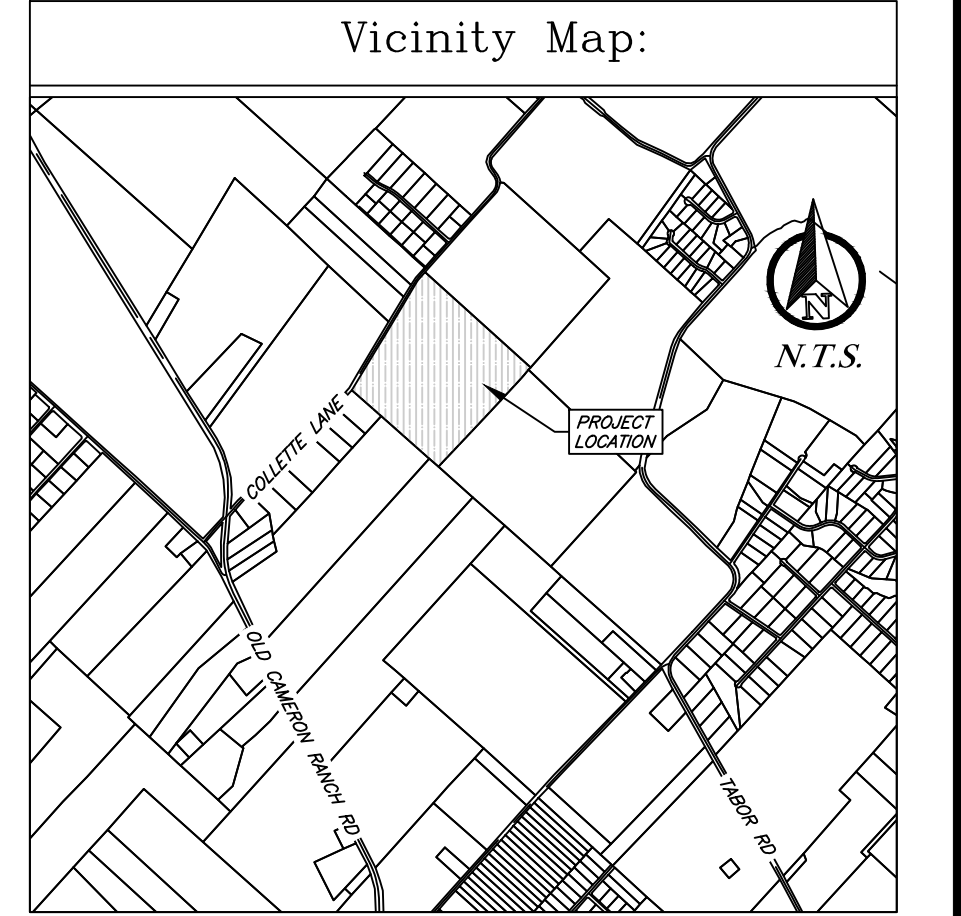 Vicinity Map:
N
N.T.S.
PROJECT
LOCATION
COLLETTE LANE
OLD CAMERON RANCH RD
TABOR RD